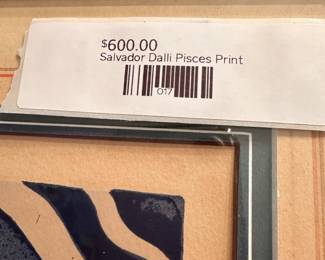 $600.00
Salvador Dalli Pisces Print
017